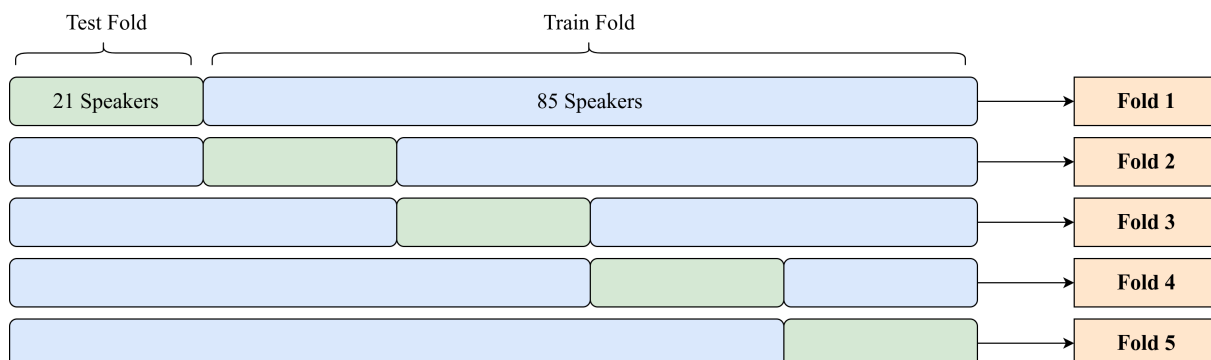 Test Fold
Train Fold
21 Speakers
85 Speakers
Fold 1
Fold 2
Fold 3
Fold 4
Fold 5